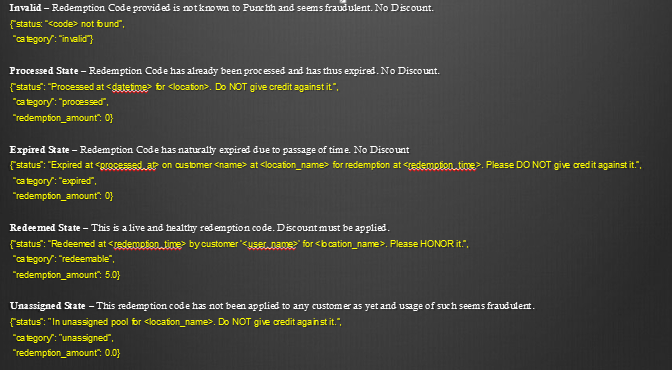 Invalid – Redemption Code provided is not known to Punchh and seems fraudulent. No Discount.
{"status: "<code> not found",
"category": "invalid"}
Processed State – Redemption Code has already been processed and has thus expired. No Discount.
{"status": "Processed at <datetime> for <location>. Do NOT give credit against it.",
"category": "processed",
"redemption_amount": 0}
Expired State – Redemption Code has naturally expired due to passage of time. No Discount
{"status": "Expired at <processed_at> on customer <name> at <location_name> for redemption at <redemption_time>. Please DO NOT give credit against it.",
"category": "expired",
"redemption_amount": 0}
Redeemed State – This is a live and healthy redemption code. Discount must be applied.
{"status": "Redeemed at <redemption_time> by customer '<user_name>' for <location_name>. Please HONOR it.",
"category": "redeemable",
"redemption_amount": 5.0}
Unassigned State – This redemption code has not been applied to any customer as yet and usage of such seems fraudulent.
{"status": "In unassigned pool for <location_name>. Do NOT give credit against it.",
"category": "unassigned",
"redemption_amount": 0.0}